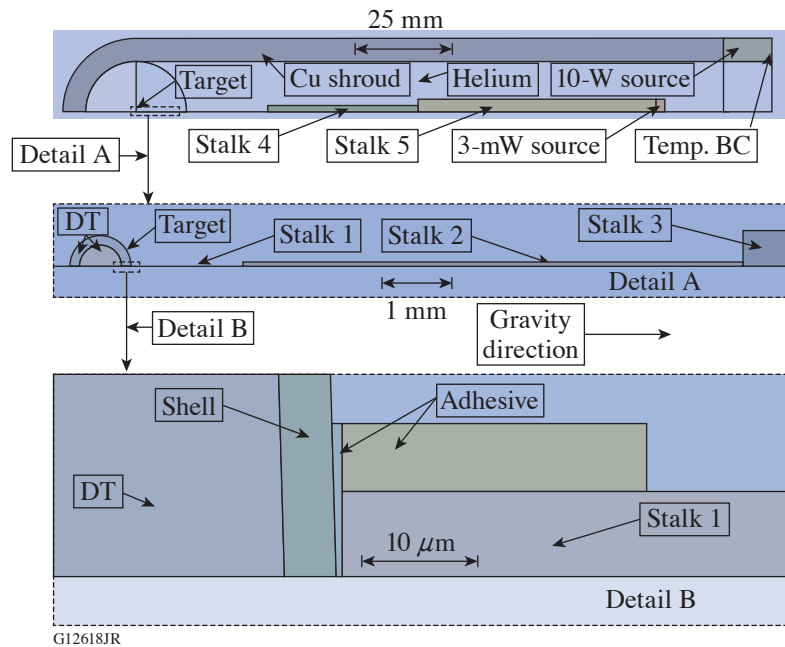 25 mm
Target
Cu shroud
Helium
10-W source
Stalk 4
Stalk 5
3-mW source
Temp. BC
Detail A
DT
Target
Stalk 1
Stalk 2
Stalk 3
1 mm
Detail A
Detail B
Gravity
direction
Shell
Adhesive
DT
10 μm
Stalk 1
Detail B
G12618JR